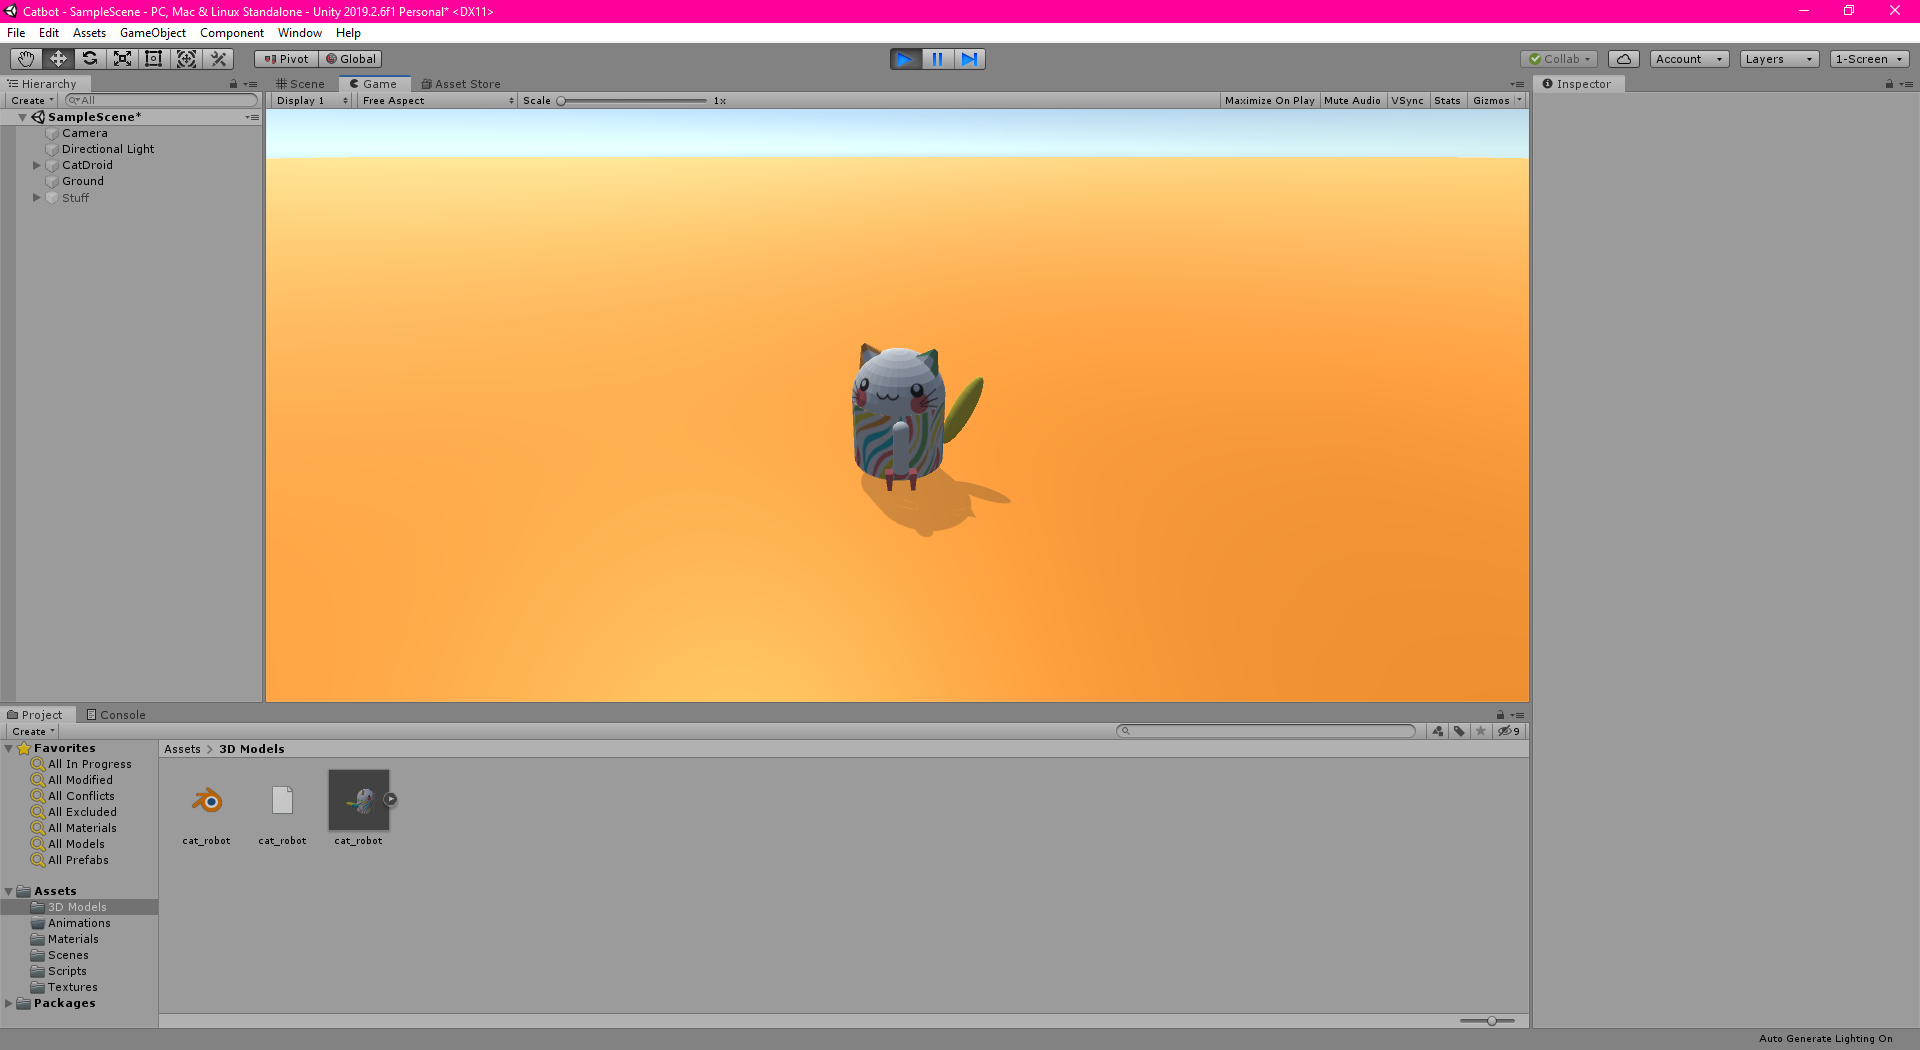 Catbot - SampleScene - PC, Mac & Linux Standalone - Unity 2019.2.6f1 Personal* <DX11>
File Edit Assets GameObject Component Window Help
Pivot Global Collab Account Layers 1-Screen
Hierarchy
Create All
SampleScene*
Camera
Directional Light
CatDroid
Ground
Stuff
Scene Game Asset Store
Display 1 Free Aspect Scale 1x Maximize On Play Mute Audio VSync Stats Gizmos
Inspector
Project Console
Create
9
Favorites
All In Progress
All Modified
All Conflicts
All Excluded
All Materials
All Models
All Prefabs
Assets
3D Models
Animations
Materials
Scenes
Scripts
Textures
Packages
Assets > 3D Models
cat_robot cat_robot cat_robot
Auto Generate Lighting On